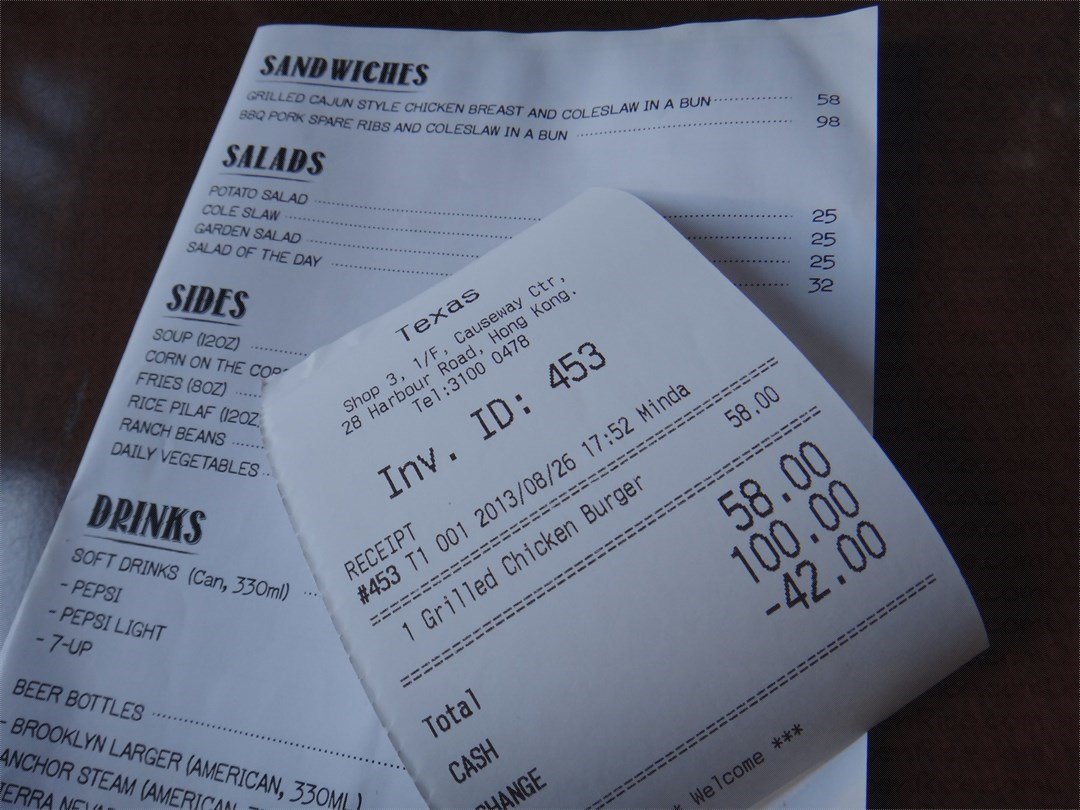 SANDWICHES
GRILLED CAJUN STYLE CHICKEN BREAST AND COLESLAW IN A BUN 58
BBQ PORK SPARE RIBS AND COLESLAW IN A BUN 98
SALADS
POTATO SALAD 25
COLE SLAW 25
GARDEN SALAD 25
SALAD OF THE DAY 32
SIDES
SOUP (12OZ)
CORN ON THE COB
FRIES (8OZ)
RICE PILAF (12OZ
RANCH BEANS
DAILY VEGETABLES
DRINKS
SOFT DRINKS (Can, 330ml)
- PEPSI
- PEPSI LIGHT
- 7-UP
BEER BOTTLES
- BROOKLYN LARGER (AMERICAN, 330ML)
ANCHOR STEAM (AMERICAN,
Texas
Shop 3, 1/F, Causeway Ctr,
28 Harbour Road, Hong Kong.
Tel:3100 0478
Inv. ID: 453
RECEIPT
#453 T1 001 2013/08/26 17:52 Minda
1 Grilled Chicken Burger 58.00
Total 58.00
CASH 100.00
CHANGE -42.00
* Welcome ***